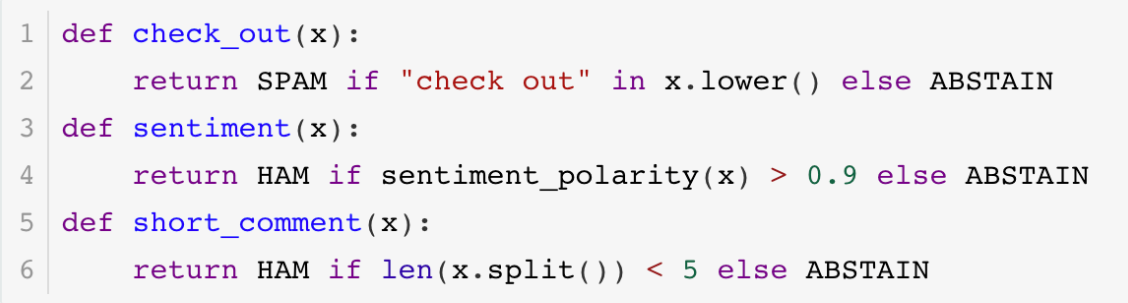 1 def check_out(x):
2     return SPAM if "check out" in x.lower() else ABSTAIN
3 def sentiment(x):
4     return HAM if sentiment_polarity(x) > 0.9 else ABSTAIN
5 def short_comment(x):
6     return HAM if len(x.split()) < 5 else ABSTAIN